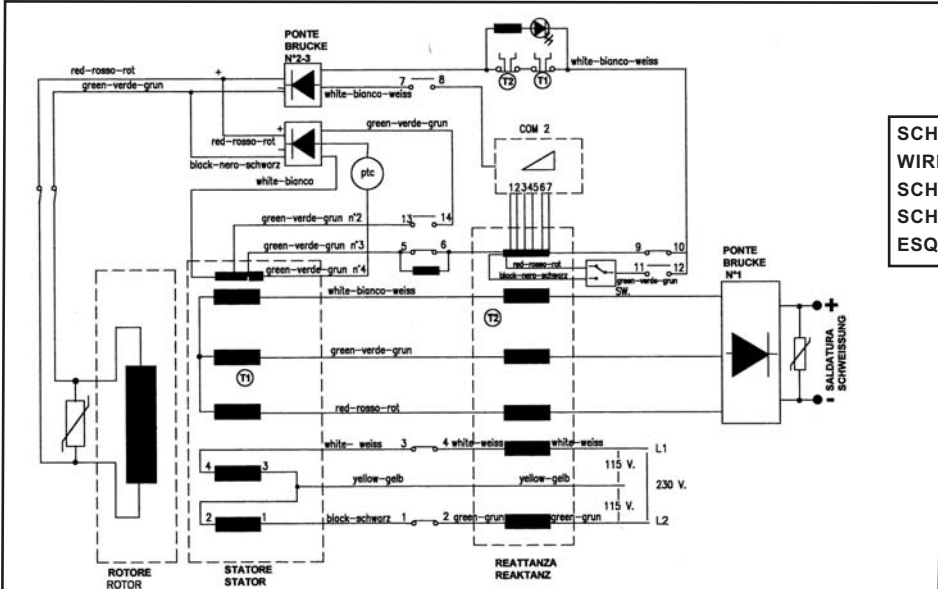 PONTE
BRUCKE
N°2-3
red-rosso-rot
green-verde-grun
+
-
white-bianco-weiss
7
8
T2
T1
white-bianco-weiss
COM 2
1234567
+
-
red-rosso-rot
black-nero-schwarz
white-bianco
green-verde-grun
ptc
green-verde-grun n°2
13
14
green-verde-grun n°3
5
6
green-verde-grun n°4
red-rosso-rot
black-nero-schwarz
9
10
11
12
green-verde-grun
SW.
PONTE
BRUCKE
N°1
white-bianco-weiss
T2
green-verde-grun
T1
red-rosso-rot
+
SALDATURA
SCHWEISSUNG
-
white- weiss
3
4
white-weiss
white-weiss
L1
4
3
yellow-gelb
yellow-gelb
115 V.
230 V.
115 V.
2
1
black-schwarz
1
2
green-grun
green-grun
L2
ROTORE
ROTOR
STATORE
STATOR
REATTANZA
REAKTANZ
SCH
WIRI
SCH
SCH
ESQ